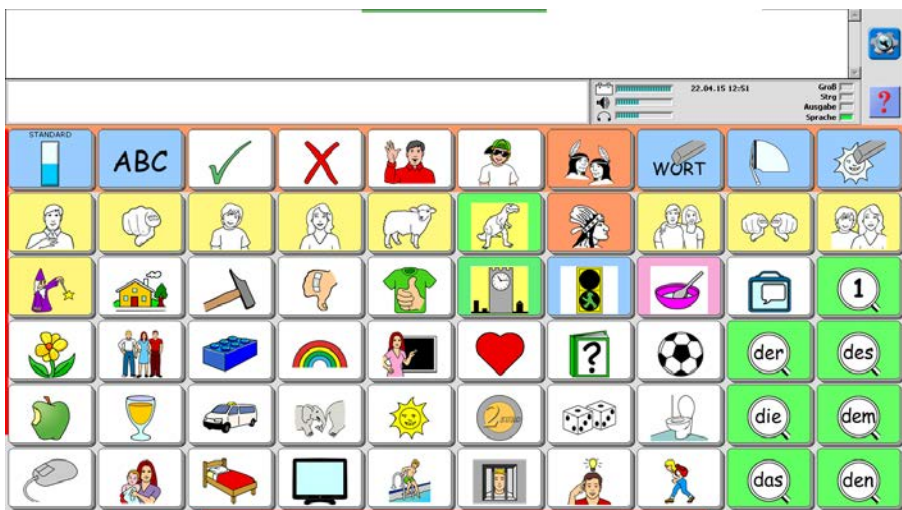 22.04.15 12:51
Groß
Strg
Ausgabe
Sprache
?
STANDARD
ABC
WORT
1
?
der
des
2
die
dem
das
den